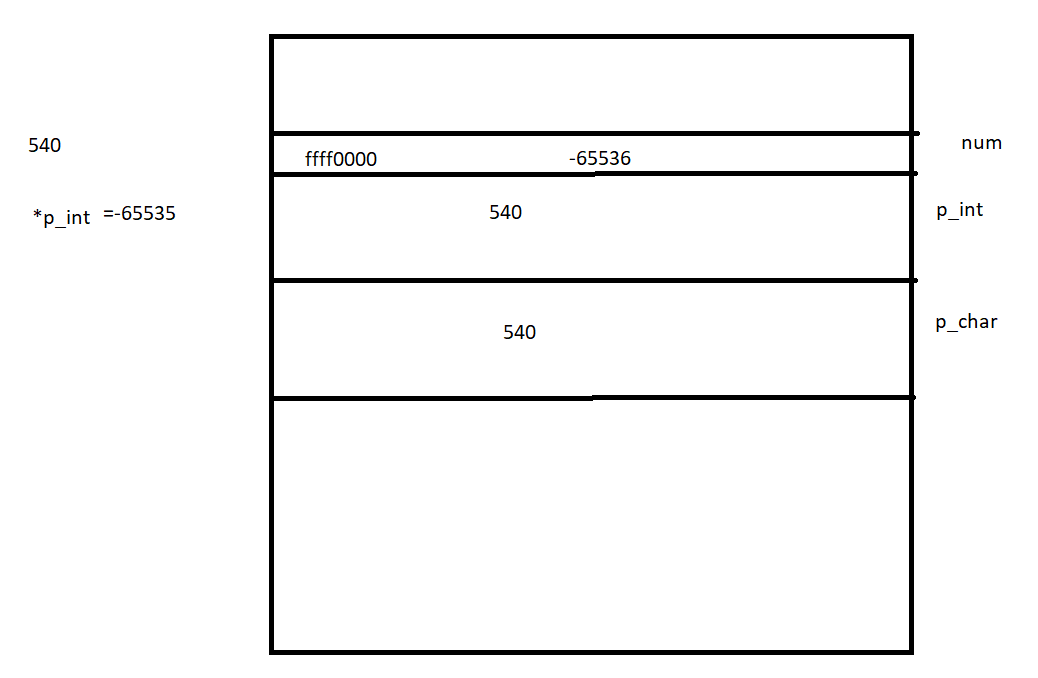 540
ffff0000
-65536
num
*p_int =-65535
540
p_int
540
p_char